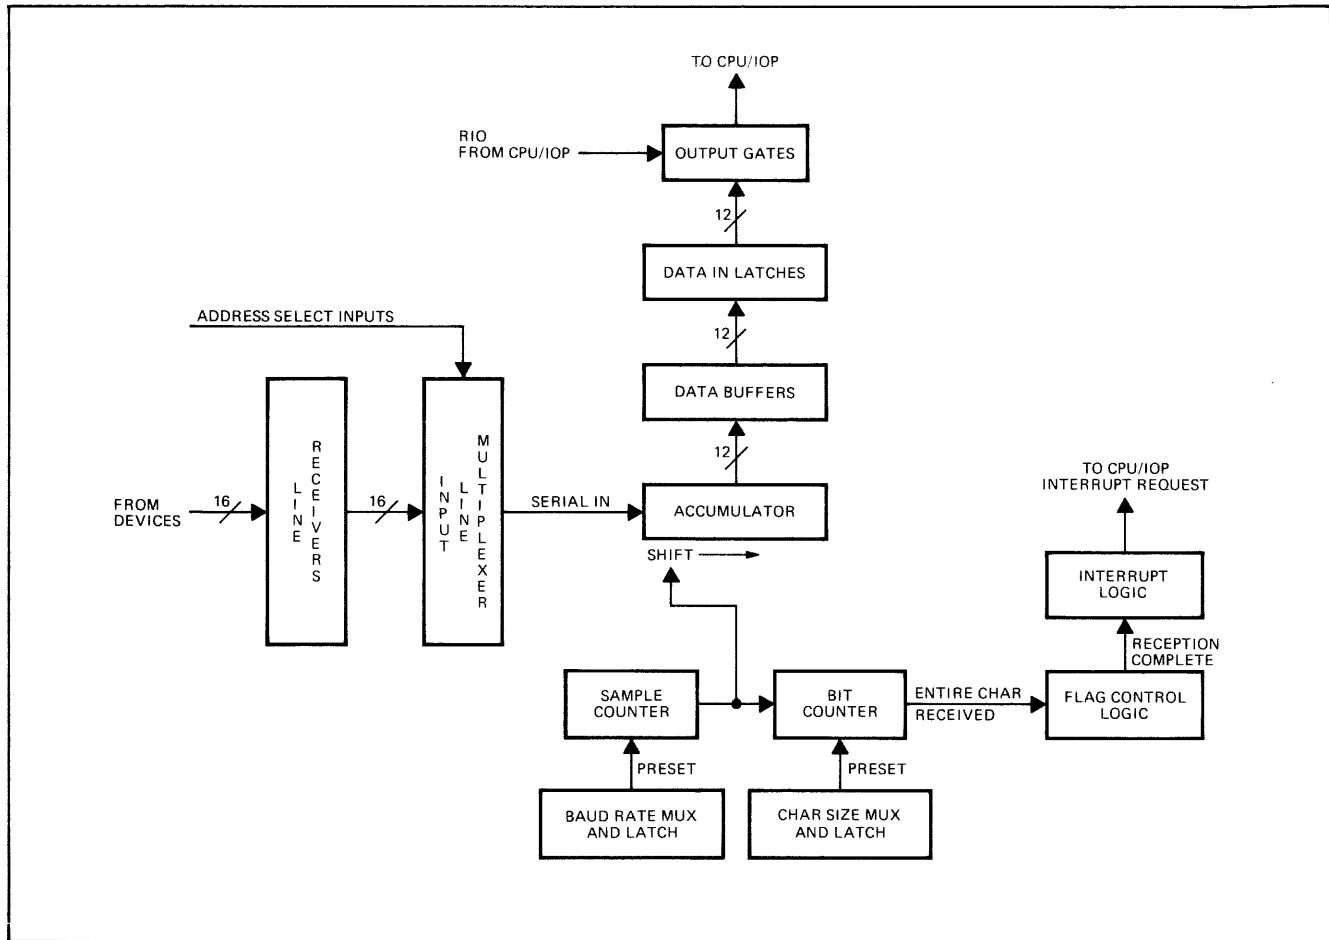 TO CPU/IOP
RIO
FROM CPU/IOP
OUTPUT GATES
12
DATA IN LATCHES
ADDRESS SELECT INPUTS
12
DATA BUFFERS
12
FROM
DEVICES
16
LINE
RECEIVERS
16
INPUT
LINE
MULTIPLEXER
SERIAL IN
ACCUMULATOR
SHIFT
TO CPU/IOP
INTERRUPT REQUEST
INTERRUPT
LOGIC
RECEPTION
COMPLETE
SAMPLE
COUNTER
BIT
COUNTER
ENTIRE CHAR
RECEIVED
FLAG CONTROL
LOGIC
PRESET
PRESET
BAUD RATE MUX
AND LATCH
CHAR SIZE MUX
AND LATCH